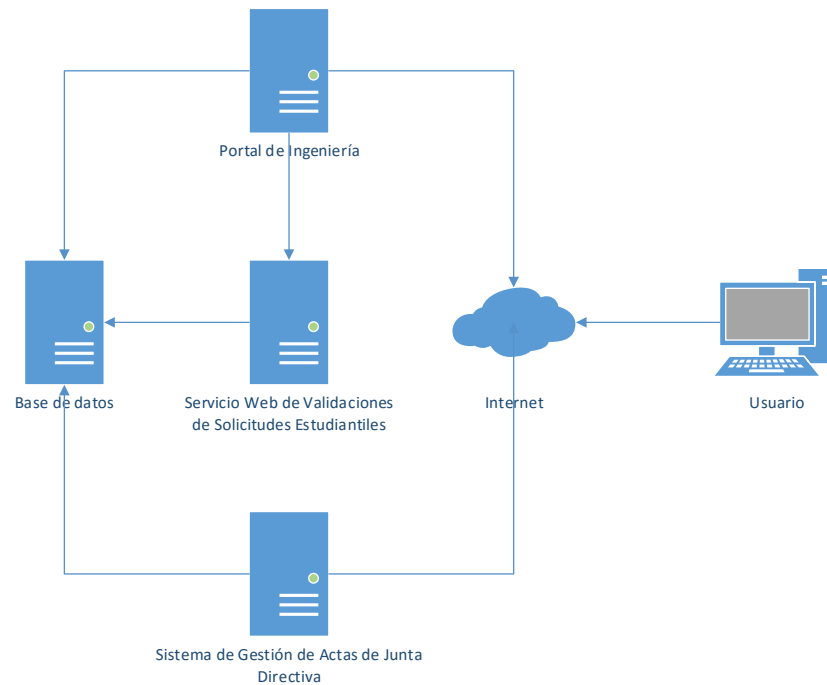 Portal de Ingeniería
Base de datos
Servicio Web de Validaciones
de Solicitudes Estudiantiles
Internet
Usuario
Sistema de Gestión de Actas de Junta
Directiva